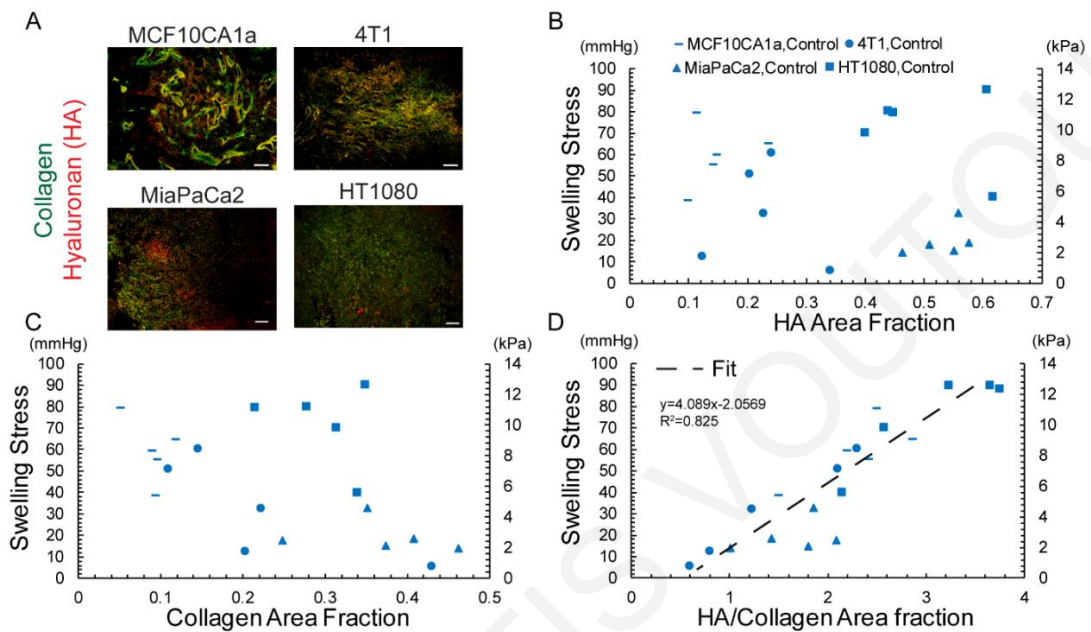 A
MCF10CA1a
4T1
Collagen
Hyaluronan (HA)
MiaPaCa2
HT1080
B
(mmHg)
MCF10CA1a,Control
4T1,Control
(kPa)
MiaPaCa2,Control
HT1080,Control
100
90
80
70
60
50
40
30
20
10
0
Swelling Stress
14
12
10
8
6
4
2
0
0 0.1 0.2 0.3 0.4 0.5 0.6 0.7
HA Area Fraction
C
(mmHg)
(kPa)
100
90
80
70
60
50
40
30
20
10
0
Swelling Stress
14
12
10
8
6
4
2
0
0 0.1 0.2 0.3 0.4 0.5
Collagen Area Fraction
D
(mmHg)
(kPa)
Fit
y=4.089x-2.0569
R²=0.825
100
90
80
70
60
50
40
30
20
10
0
Swelling Stress
14
12
10
8
6
4
2
0
0 1 2 3 4
HA/Collagen Area fraction
TIS VOUTOU